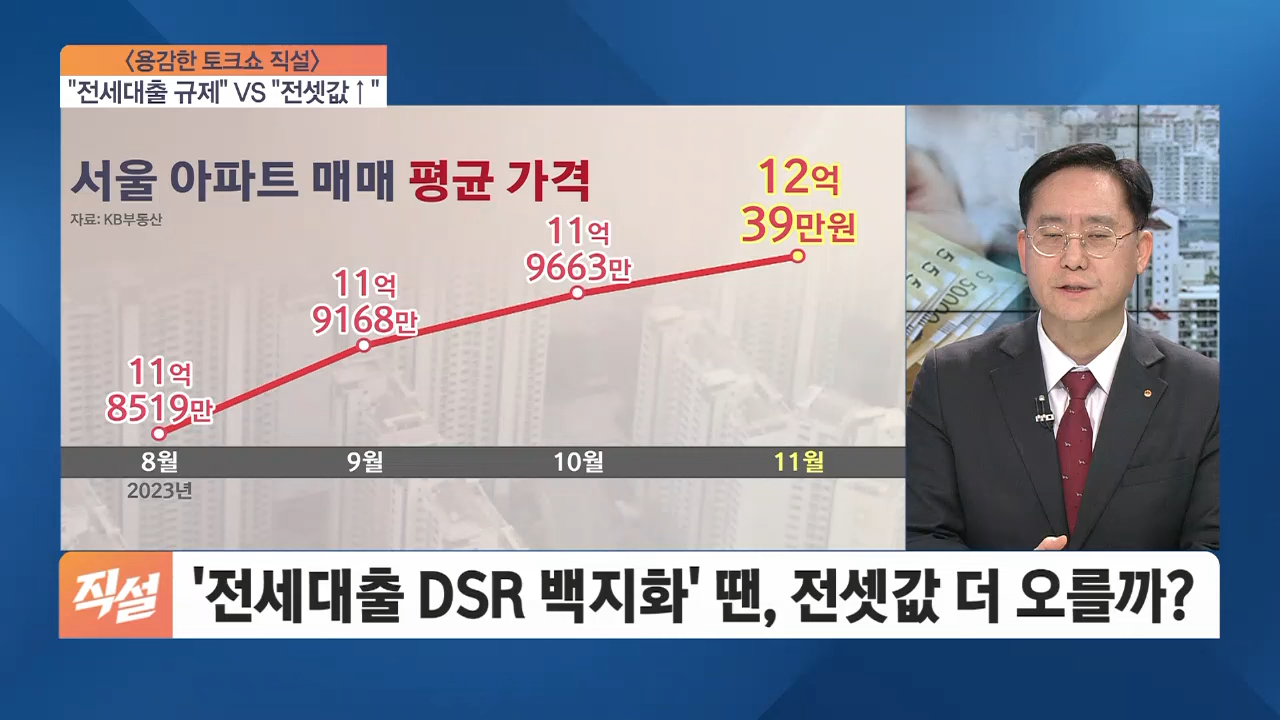 <용감한 토크쇼 직설>
"전세대출 규제" VS "전셋값↑"
서울 아파트 매매 평균 가격
자료: KB부동산
11억
8519만
11억
9168만
11억
9663만
12억
39만원
8월
9월
10월
11월
2023년
5
5
50000
직설
'전세대출 DSR 백지화' 땐, 전셋값 더 오를까?